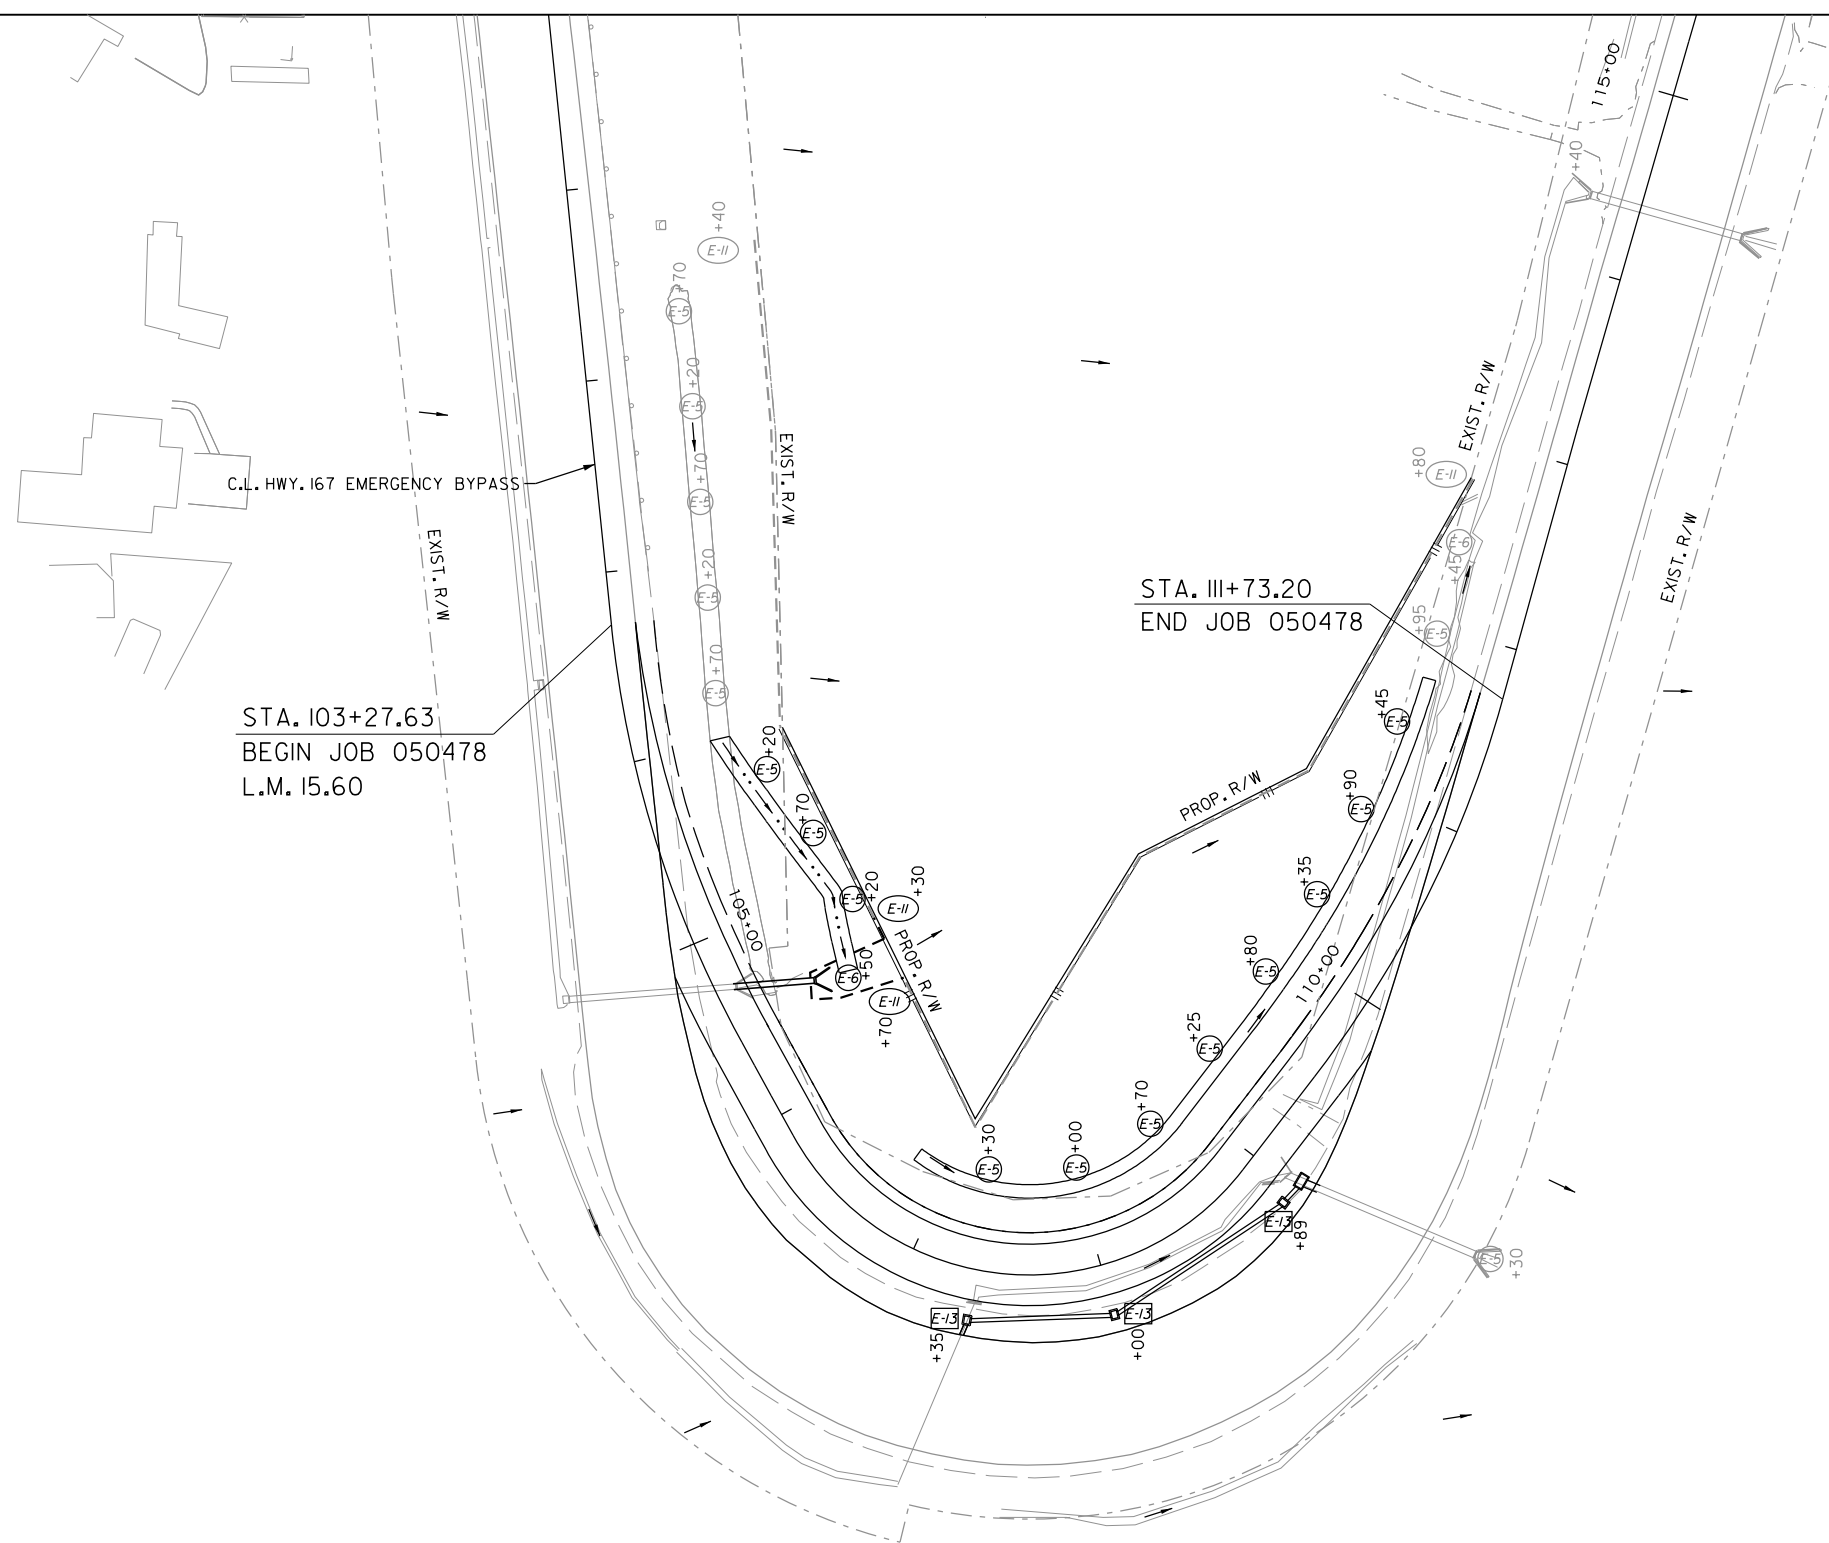 115+00
+40
+40
E-11
+70
E-5
+20
E-5
EXIST. R/W
+80
E-11
EXIST. R/W
C.L. HWY. 167 EMERGENCY BYPASS
+70
E-5
EXIST. R/W
EXIST. R/W
E-6
+45
+20
E-5
STA. 111+73.20
END JOB 050478
+95
E-5
+70
E-5
STA. 103+27.63
BEGIN JOB 050478
L.M. 15.60
+45
E-5
+20
E-5
+70
E-5
PROP. R/W
+90
E-5
+35
E-5
+20
E-5
+30
E-11
105+00
PROP. R/W
+50
E-6
E-11
+70
+80
E-5
110+00
+25
E-5
+70
E-5
+30
E-5
+00
E-5
E-13
+89
E-5
+30
E-13
+35
E-13
+00